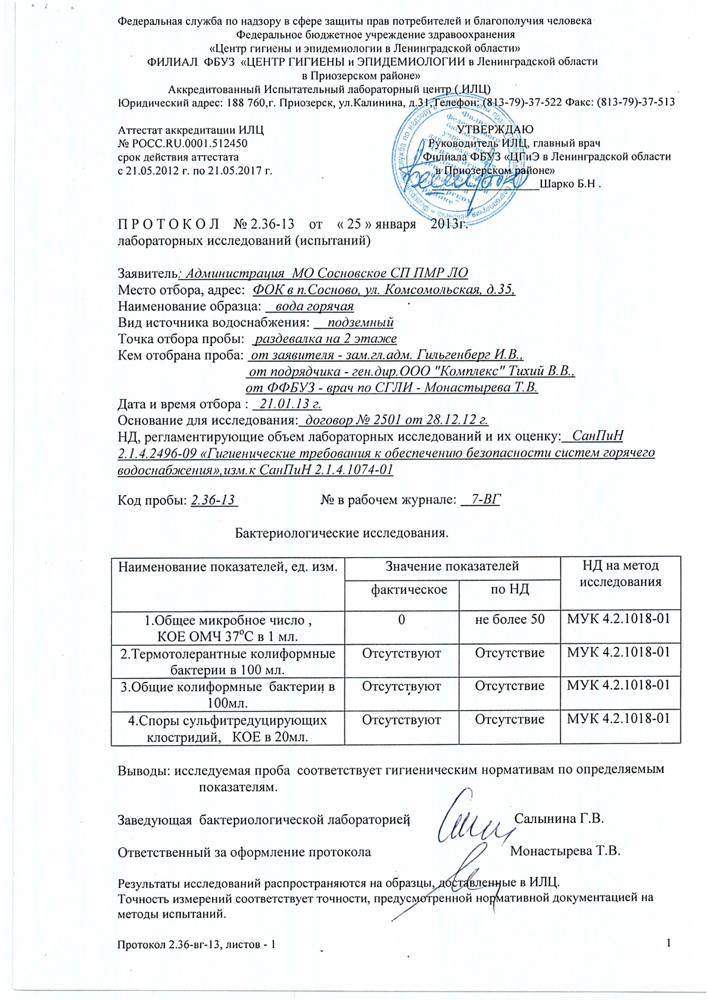 Федеральная служба по надзору в сфере защиты прав потребителей и благополучия человека
Федеральное бюджетное учреждение здравоохранения
«Центр гигиены и эпидемиологии в Ленинградской области»
ФИЛИАЛ ФБУЗ «ЦЕНТР ГИГИЕНЫ и ЭПИДЕМИОЛОГИИ в Ленинградской области
в Приозерском районе»
Аккредитованный Испытательный лабораторный центр ( ИЛЦ)
Юридический адрес: 188 760,г. Приозерск, ул.Калинина, д.31,Телефон: (813-79)-37-522 Факс: (813-79)-37-513
Аттестат аккредитации ИЛЦ
№ РОСС.RU.0001.512450
срок действия аттестата
с 21.05.2012 г. по 21.05.2017 г.
УТВЕРЖДАЮ
Руководитель ИЛЦ, главный врач
Филиала ФБУЗ «ЦГиЭ в Ленинградской области
в Приозерском районе»
Шарко Б.Н .
П Р О Т О К О Л № 2.36-13 от « 25 » января 2013г.
лабораторных исследований (испытаний)
Заявитель: Администрация МО Сосновское СП ПМР ЛО
Место отбора, адрес: ФОК в п.Сосново, ул. Комсомольская, д.35,
Наименование образца: вода горячая
Вид источника водоснабжения: подземный
Точка отбора пробы: раздевалка на 2 этаже
Кем отобрана проба: от заявителя - зам.гл.адм. Гильгенберг И.В.,
от подрядчика - ген.дир.ООО "Комплекс" Тихий В.В.,
от ФФБУЗ - врач по СГЛИ - Монастырева Т.В.
Дата и время отбора : 21.01.13 г.
Основание для исследования: договор № 2501 от 28.12.12 г.
НД, регламентирующие объем лабораторных исследований и их оценку: СанПиН
2.1.4.2496-09 «Гигиенические требования к обеспечению безопасности систем горячего
водоснабжения»,изм.к СанПиН 2.1.4.1074-01
Код пробы: 2.36-13 № в рабочем журнале: 7-ВГ
Бактериологические исследования.
Наименование показателей, ед. изм. Значение показателей НД на метод
исследования
фактическое по НД
1.Общее микробное число , 0 не более 50 МУК 4.2.1018-01
КОЕ ОМЧ 37ºС в 1 мл.
2.Термотолерантные колиформные Отсутствуют Отсутствие МУК 4.2.1018-01
бактерии в 100 мл.
3.Общие колиформные бактерии в Отсутствуют Отсутствие МУК 4.2.1018-01
100мл.
4.Споры сульфитредуцирующих Отсутствуют Отсутствие МУК 4.2.1018-01
клостридий, КОЕ в 20мл.
Выводы: исследуемая проба соответствует гигиеническим нормативам по определяемым
показателям.
Заведующая бактериологической лабораторией Салынина Г.В.
Ответственный за оформление протокола Монастырева Т.В.
Результаты исследований распространяются на образцы, доставленные в ИЛЦ.
Точность измерений соответствует точности, предусмотренной нормативной документацией на
методы испытаний.
Протокол 2.36-вг-13, листов - 1 1